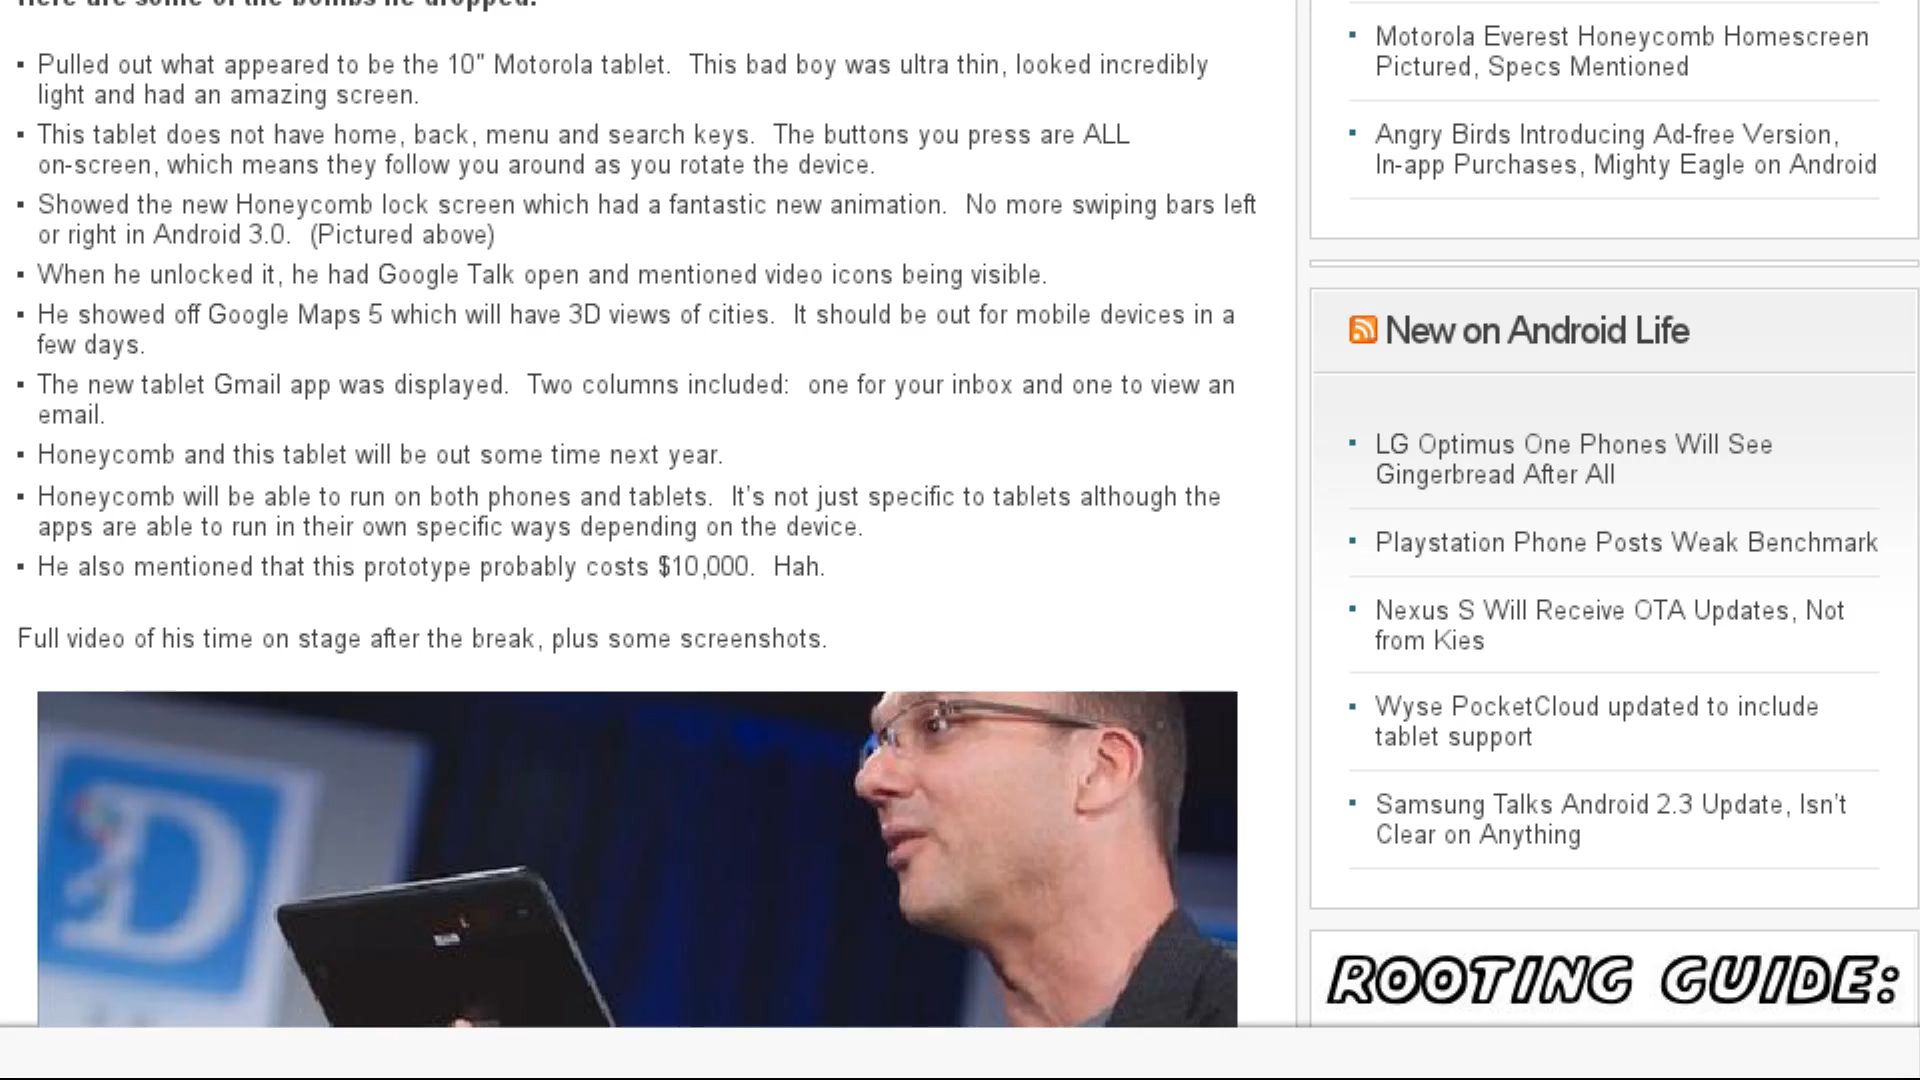 Here are some of the bombs he dropped:
▪ Pulled out what appeared to be the 10" Motorola tablet.  This bad boy was ultra thin, looked incredibly
light and had an amazing screen.
▪ This tablet does not have home, back, menu and search keys.  The buttons you press are ALL
on-screen, which means they follow you around as you rotate the device.
▪ Showed the new Honeycomb lock screen which had a fantastic new animation.  No more swiping bars left
or right in Android 3.0.  (Pictured above)
▪ When he unlocked it, he had Google Talk open and mentioned video icons being visible.
▪ He showed off Google Maps 5 which will have 3D views of cities.  It should be out for mobile devices in a
few days.
▪ The new tablet Gmail app was displayed.  Two columns included:  one for your inbox and one to view an
email.
▪ Honeycomb and this tablet will be out some time next year.
▪ Honeycomb will be able to run on both phones and tablets.  It's not just specific to tablets although the
apps are able to run in their own specific ways depending on the device.
▪ He also mentioned that this prototype probably costs $10,000.  Hah.
Full video of his time on stage after the break, plus some screenshots.
D
▪ Motorola Everest Honeycomb Homescreen
Pictured, Specs Mentioned
▪ Angry Birds Introducing Ad-free Version,
In-app Purchases, Mighty Eagle on Android
New on Android Life
▪ LG Optimus One Phones Will See
Gingerbread After All
▪ Playstation Phone Posts Weak Benchmark
▪ Nexus S Will Receive OTA Updates, Not
from Kies
▪ Wyse PocketCloud updated to include
tablet support
▪ Samsung Talks Android 2.3 Update, Isn't
Clear on Anything
ROOTING GUIDE: